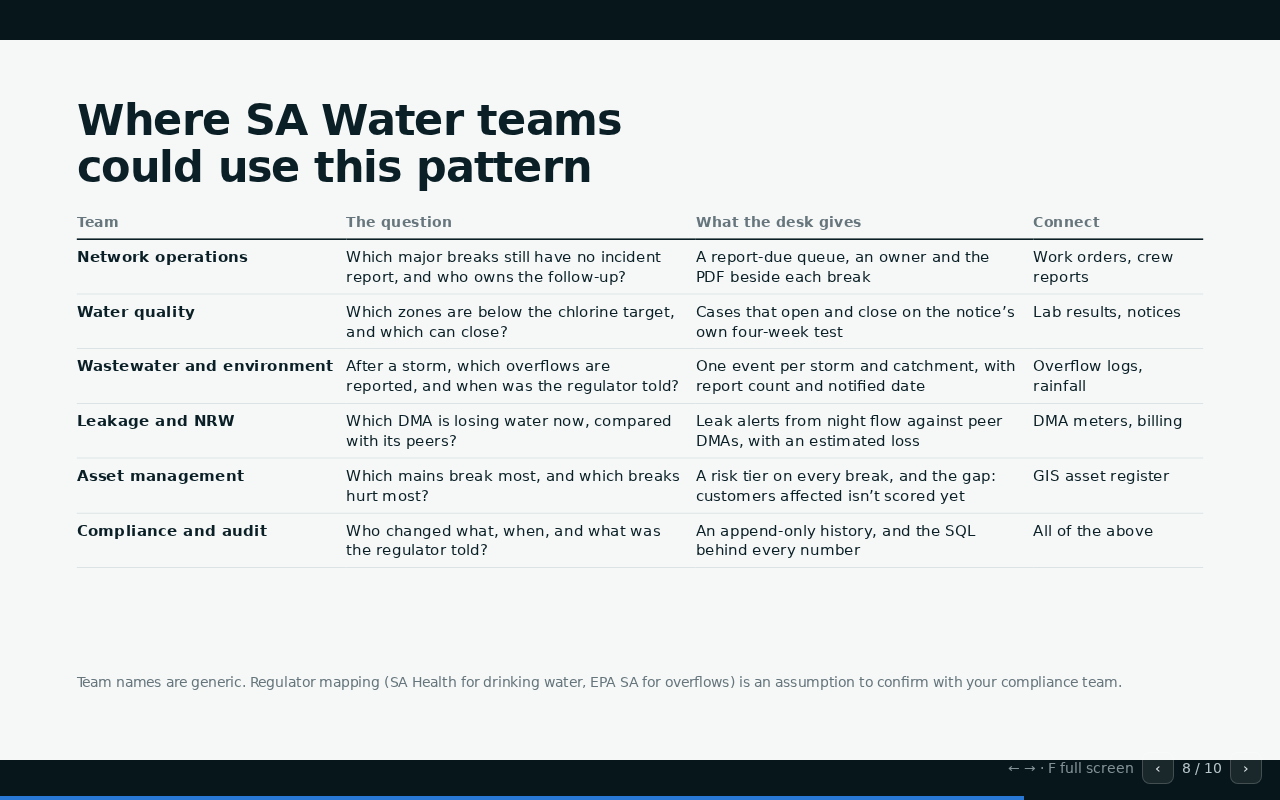 Where SA Water teams
could use this pattern
Team The question What the desk gives Connect
Network operations
Which major breaks still have no incident
report, and who owns the follow-up?
A report-due queue, an owner and the
PDF beside each break
Work orders, crew
reports
Water quality
Which zones are below the chlorine target,
and which can close?
Cases that open and close on the notice’s
own four-week test
Lab results, notices
Wastewater and environment
After a storm, which overflows are
reported, and when was the regulator told?
One event per storm and catchment, with
report count and notified date
Overflow logs,
rainfall
Leakage and NRW
Which DMA is losing water now, compared
with its peers?
Leak alerts from night flow against peer
DMAs, with an estimated loss
DMA meters, billing
Asset management
Which mains break most, and which breaks
hurt most?
A risk tier on every break, and the gap:
customers affected isn’t scored yet
GIS asset register
Compliance and audit
Who changed what, when, and what was
the regulator told?
An append-only history, and the SQL
behind every number
All of the above
Team names are generic. Regulator mapping (SA Health for drinking water, EPA SA for overflows) is an assumption to confirm with your compliance team.
← → · F full screen ‹ 8 / 10 ›